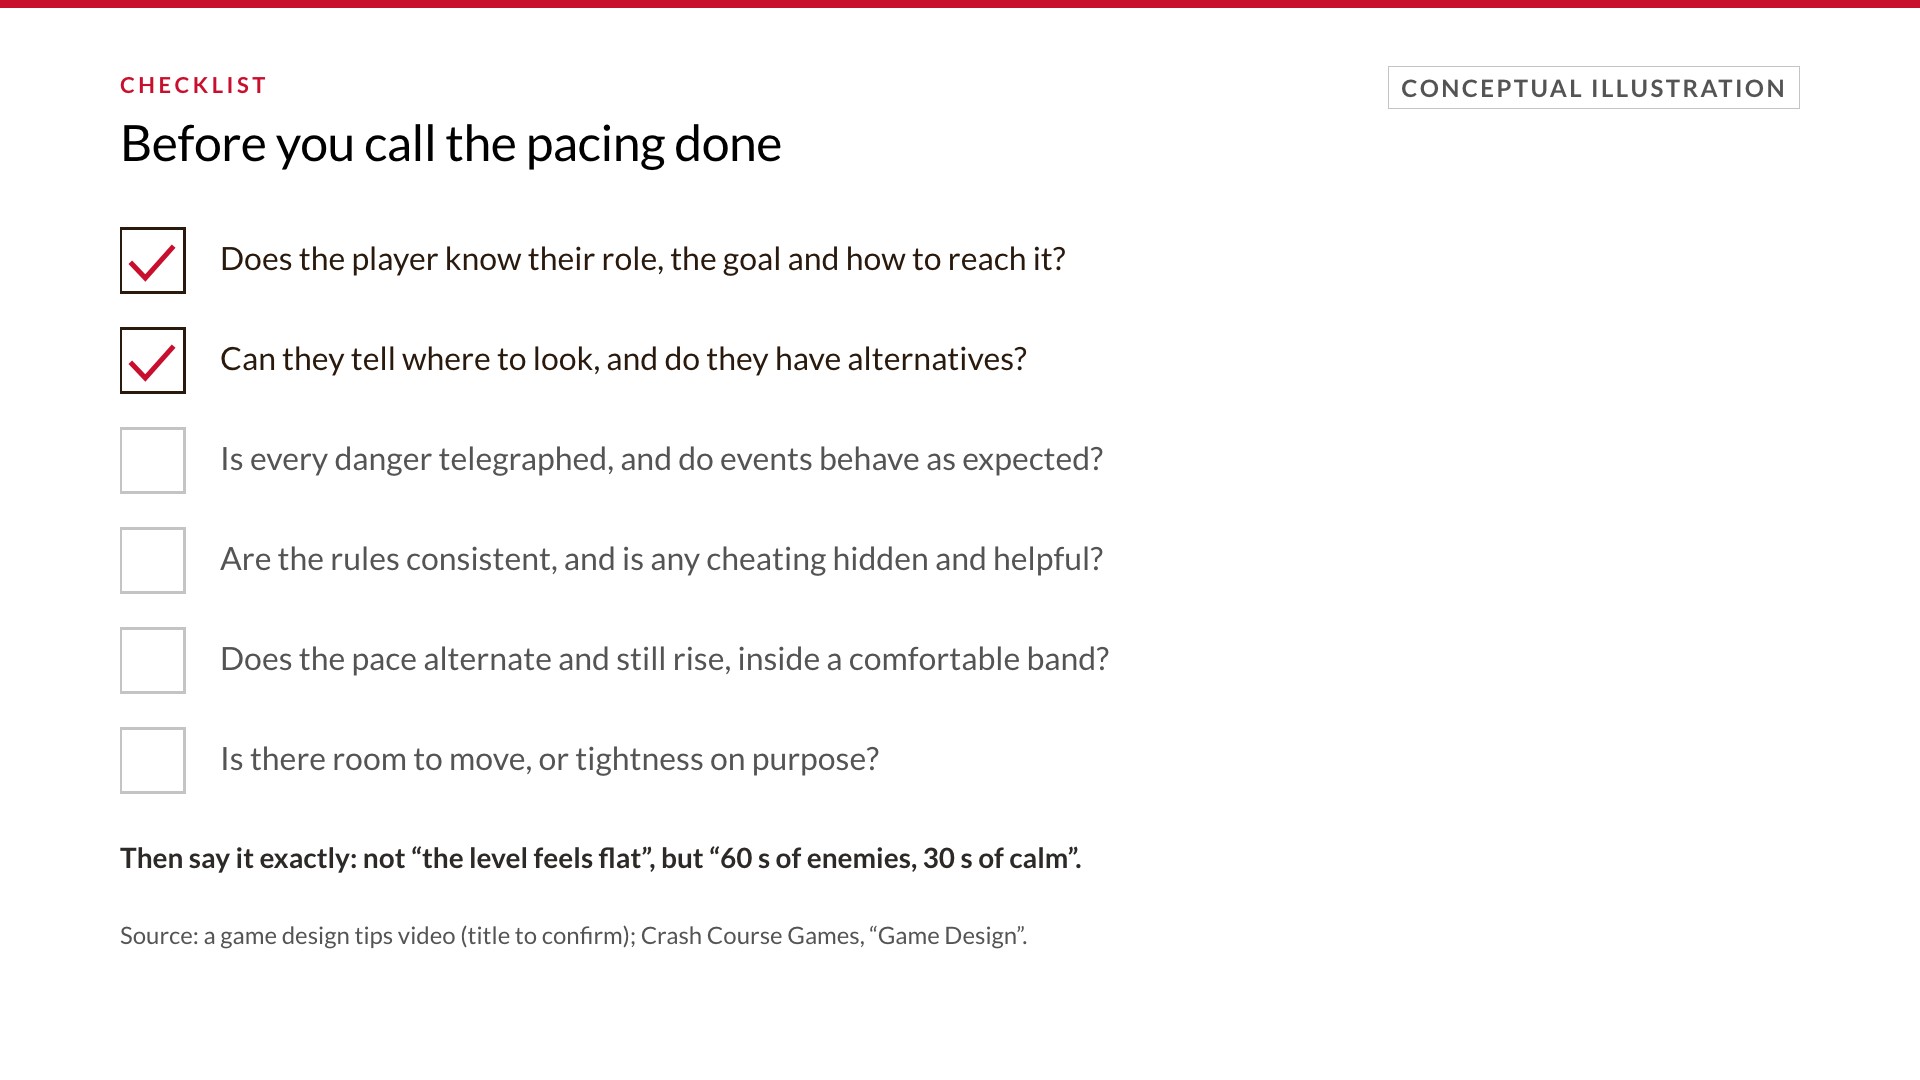 CHECKLIST
CONCEPTUAL ILLUSTRATION
Before you call the pacing done
Does the player know their role, the goal and how to reach it?
Can they tell where to look, and do they have alternatives?
Is every danger telegraphed, and do events behave as expected?
Are the rules consistent, and is any cheating hidden and helpful?
Does the pace alternate and still rise, inside a comfortable band?
Is there room to move, or tightness on purpose?
Then say it exactly: not “the level feels flat”, but “60 s of enemies, 30 s of calm”.
Source: a game design tips video (title to confirm); Crash Course Games, “Game Design”.